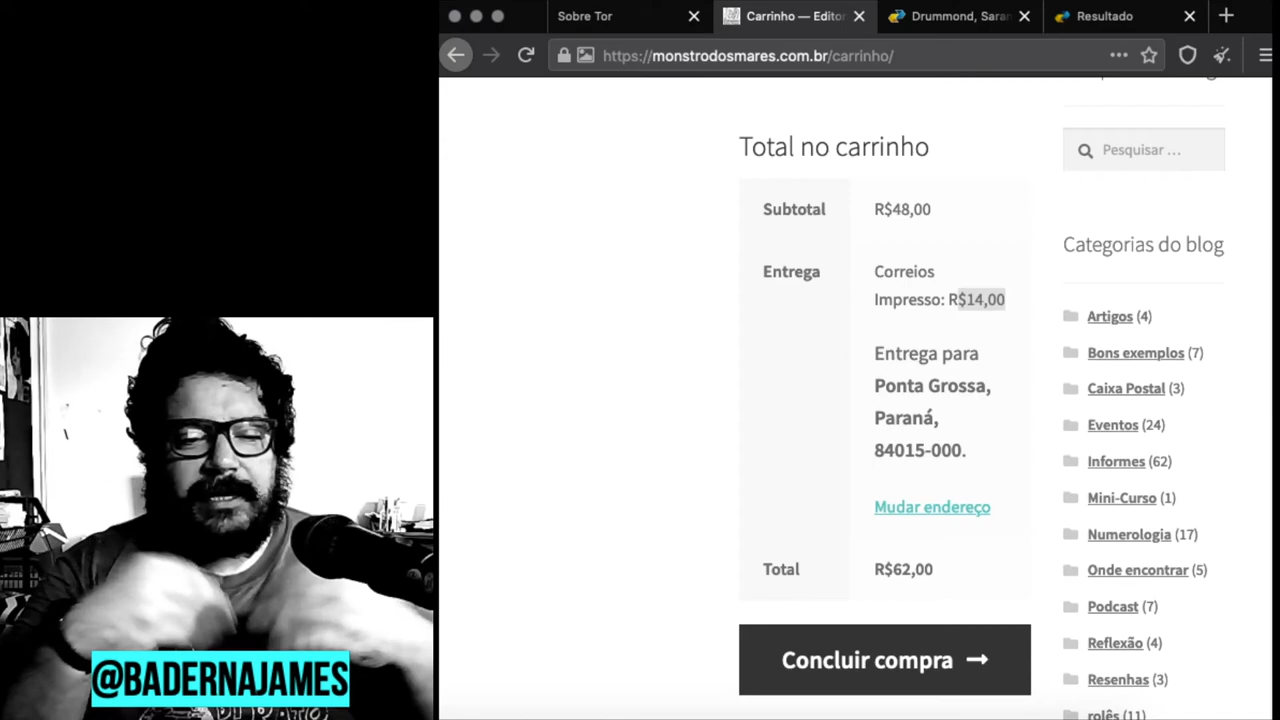 Sobre Tor
Carrinho — Editor
Drummond, Saran
Resultado
https://monstrodosmares.com.br/carrinho/
Total no carrinho
Pesquisar …
Subtotal
R$48,00
Categorias do blog
Entrega
Correios
Impresso: R$14,00
Entrega para
Ponta Grossa,
Paraná,
84015-000.
Mudar endereço
Total
R$62,00
Concluir compra →
Artigos (4)
Bons exemplos (7)
Caixa Postal (3)
Eventos (24)
Informes (62)
Mini-Curso (1)
Numerologia (17)
Onde encontrar (5)
Podcast (7)
Reflexão (4)
Resenhas (3)
rolês (11)
@BADERNAJAMES